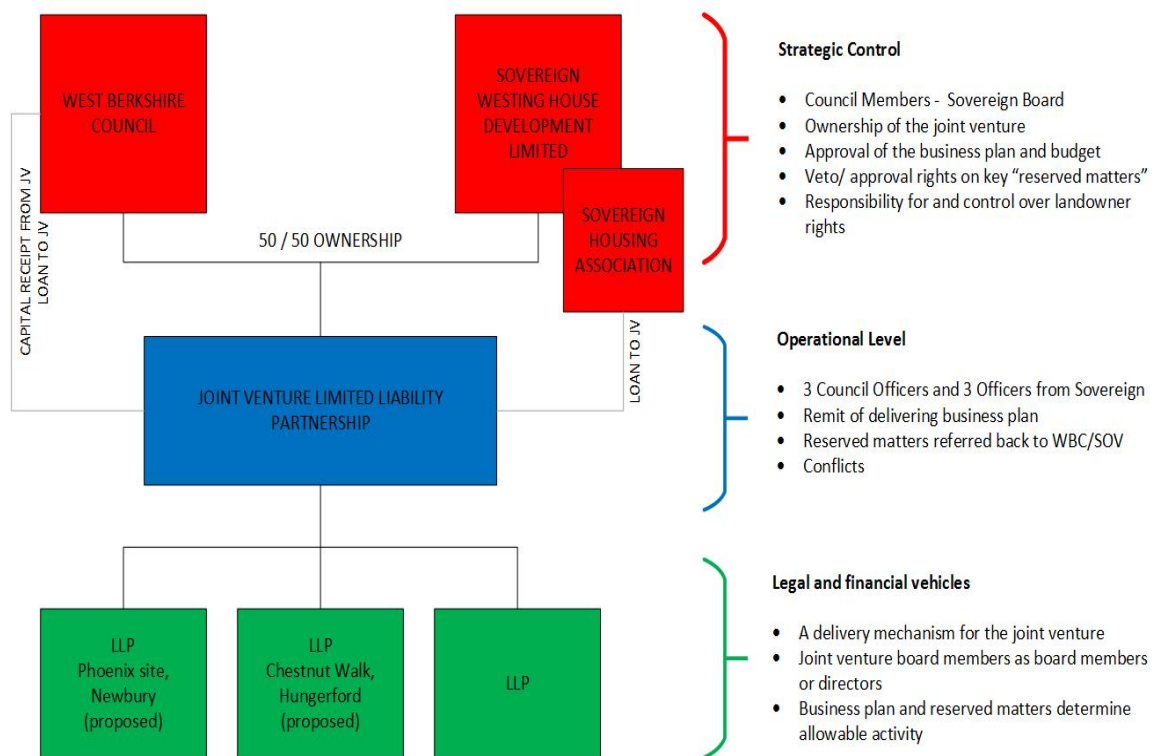 WEST BERKSHIRE
COUNCIL
SOVEREIGN
WESTING HOUSE
DEVELOPMENT
LIMITED
SOVEREIGN
HOUSING
ASSOCIATION
50 / 50 OWNERSHIP
CAPITAL RECEIPT FROM JV
LOAN TO JV
LOAN TO JV
JOINT VENTURE LIMITED LIABILITY
PARTNERSHIP
LLP
Phoenix site,
Newbury
(proposed)
LLP
Chestnut Walk,
Hungerford
(proposed)
LLP
Strategic Control
• Council Members - Sovereign Board
• Ownership of the joint venture
• Approval of the business plan and budget
• Veto/ approval rights on key “reserved matters”
• Responsibility for and control over landowner
rights
Operational Level
• 3 Council Officers and 3 Officers from Sovereign
• Remit of delivering business plan
• Reserved matters referred back to WBC/SOV
• Conflicts
Legal and financial vehicles
• A delivery mechanism for the joint venture
• Joint venture board members as board members
or directors
• Business plan and reserved matters determine
allowable activity